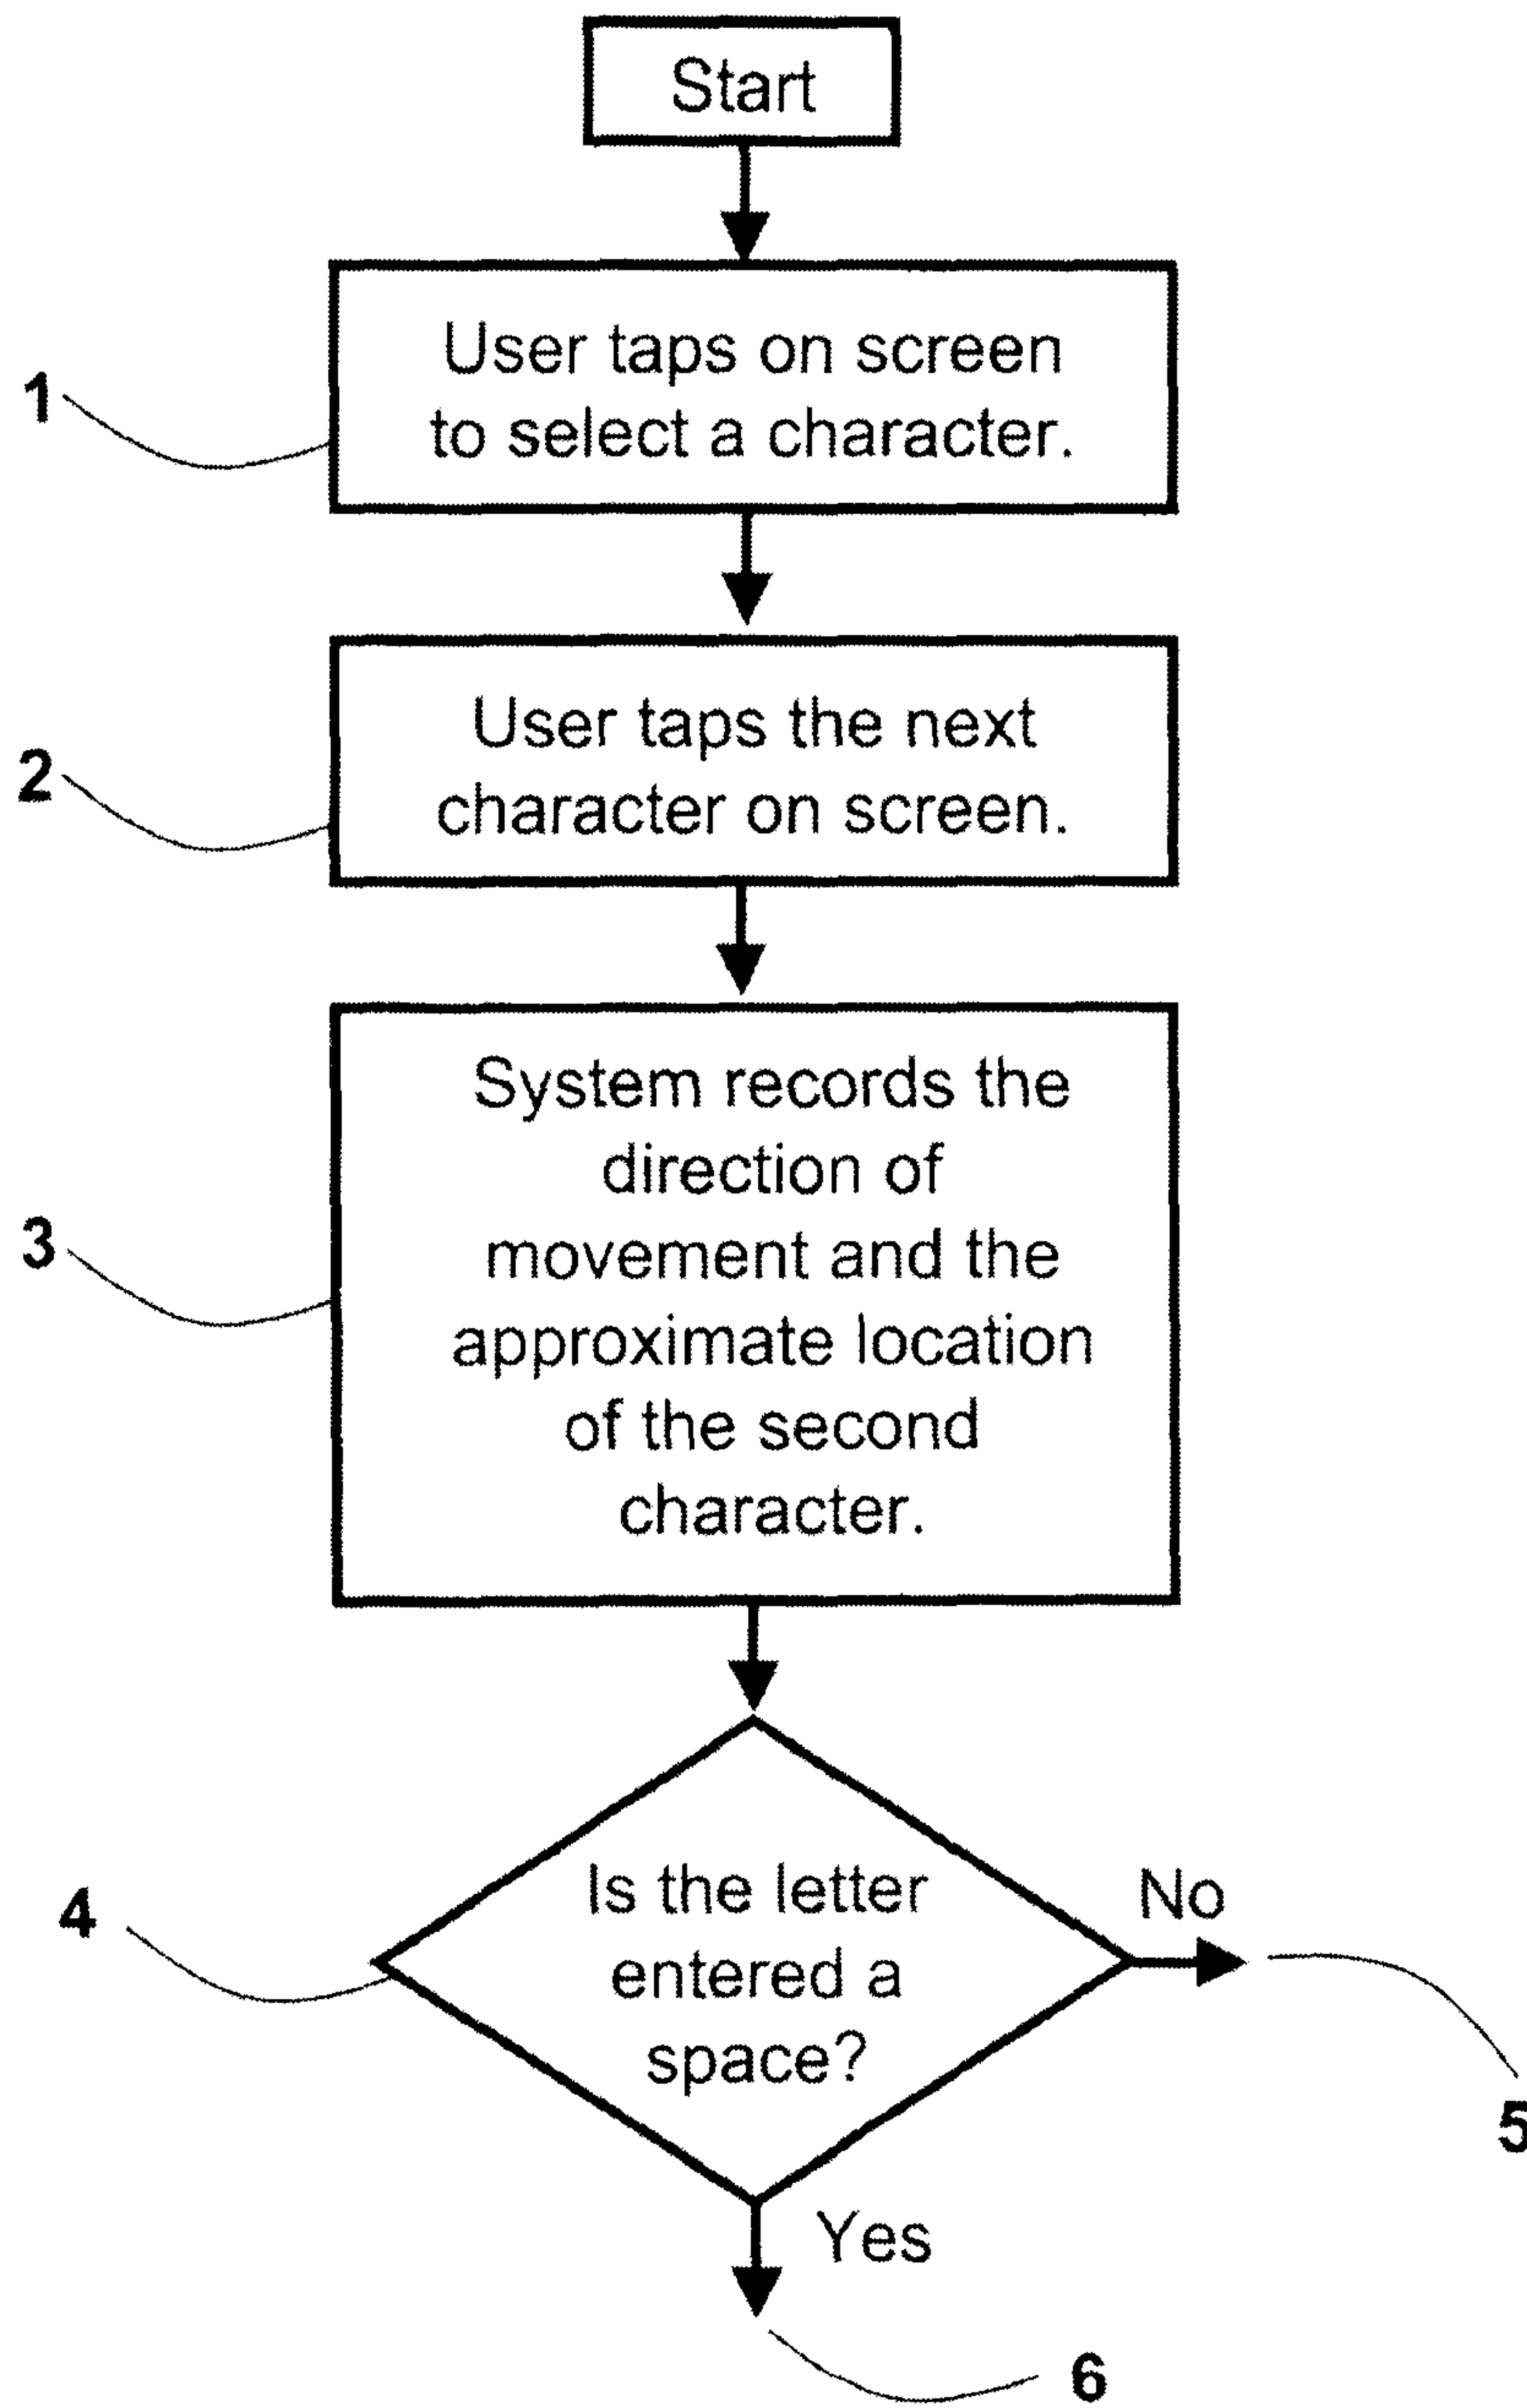 Start
1
User taps on screen
to select a character.
2
User taps the next
character on screen.
3
System records the
direction of
movement and the
approximate location
of the second
character.
4
Is the letter
entered a
space?
No
5
Yes
6